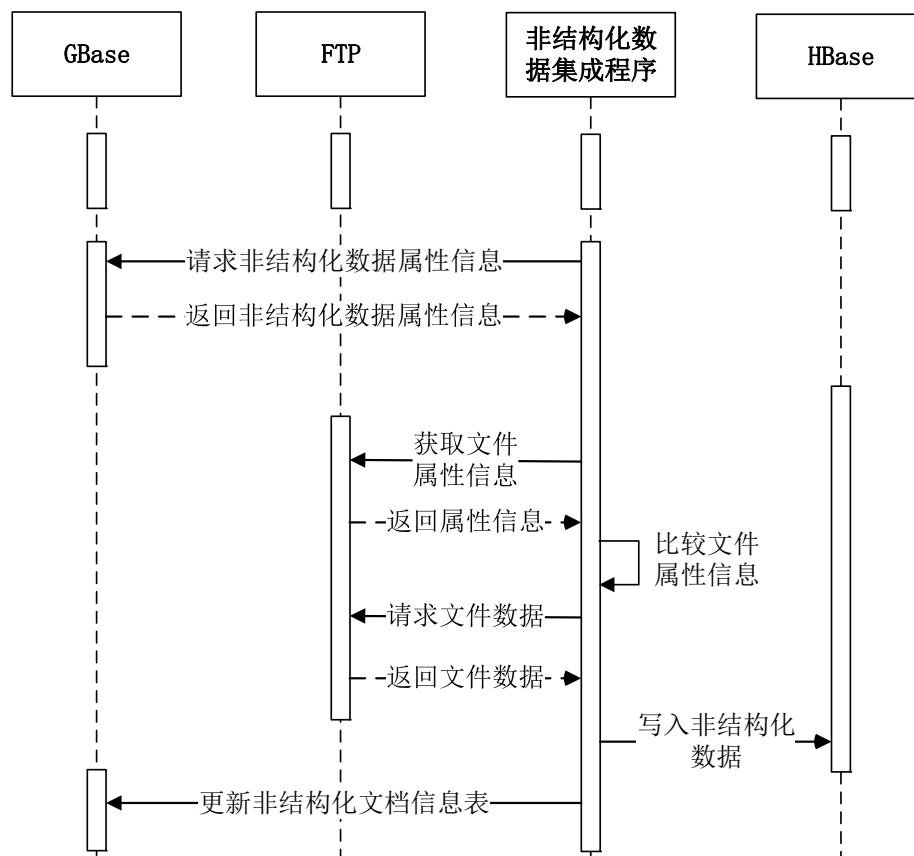 GBase
FTP
非结构化数
据集成程序
HBase
请求非结构化数据属性信息
返回非结构化数据属性信息
获取文件
属性信息
返回属性信息
比较文件
属性信息
请求文件数据
返回文件数据
写入非结构化
数据
更新非结构化文档信息表